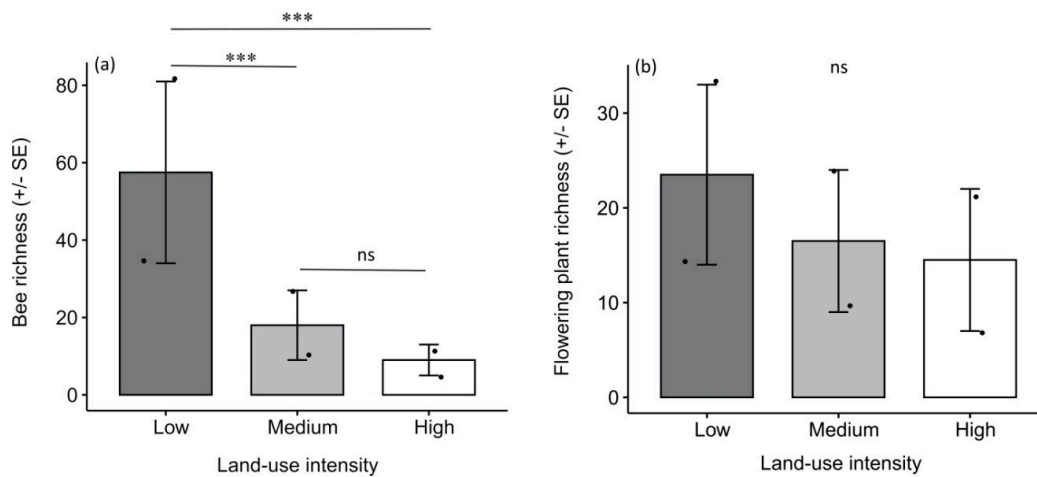 ***
***
(a)
ns
Bee richness (+/- SE)
80
60
40
20
0
Low Medium High
Land-use intensity
(b)
ns
Flowering plant richness (+/- SE)
30
20
10
0
Low Medium High
Land-use intensity